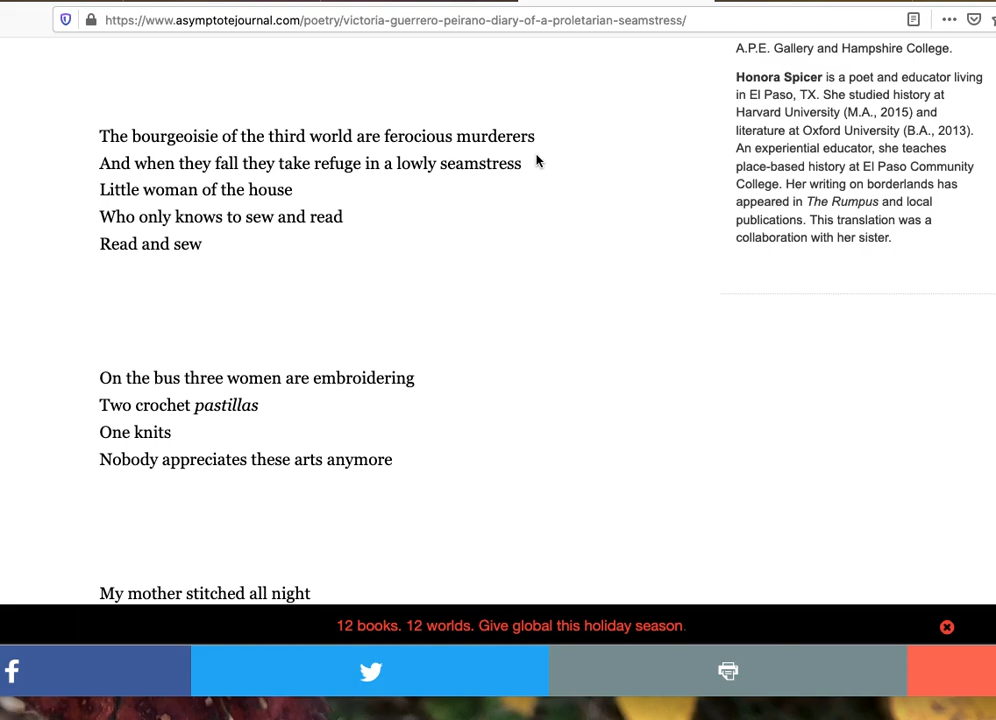 https://www.asymptotejournal.com/poetry/victoria-guerrero-peirano-diary-of-a-proletarian-seamstress/
The bourgeoisie of the third world are ferocious murderers
And when they fall they take refuge in a lowly seamstress
Little woman of the house
Who only knows to sew and read
Read and sew
On the bus three women are embroidering
Two crochet pastillas
One knits
Nobody appreciates these arts anymore
My mother stitched all night
A.P.E. Gallery and Hampshire College.
Honora Spicer is a poet and educator living
in El Paso, TX. She studied history at
Harvard University (M.A., 2015) and
literature at Oxford University (B.A., 2013).
An experiential educator, she teaches
place-based history at El Paso Community
College. Her writing on borderlands has
appeared in The Rumpus and local
publications. This translation was a
collaboration with her sister.
12 books. 12 worlds. Give global this holiday season.